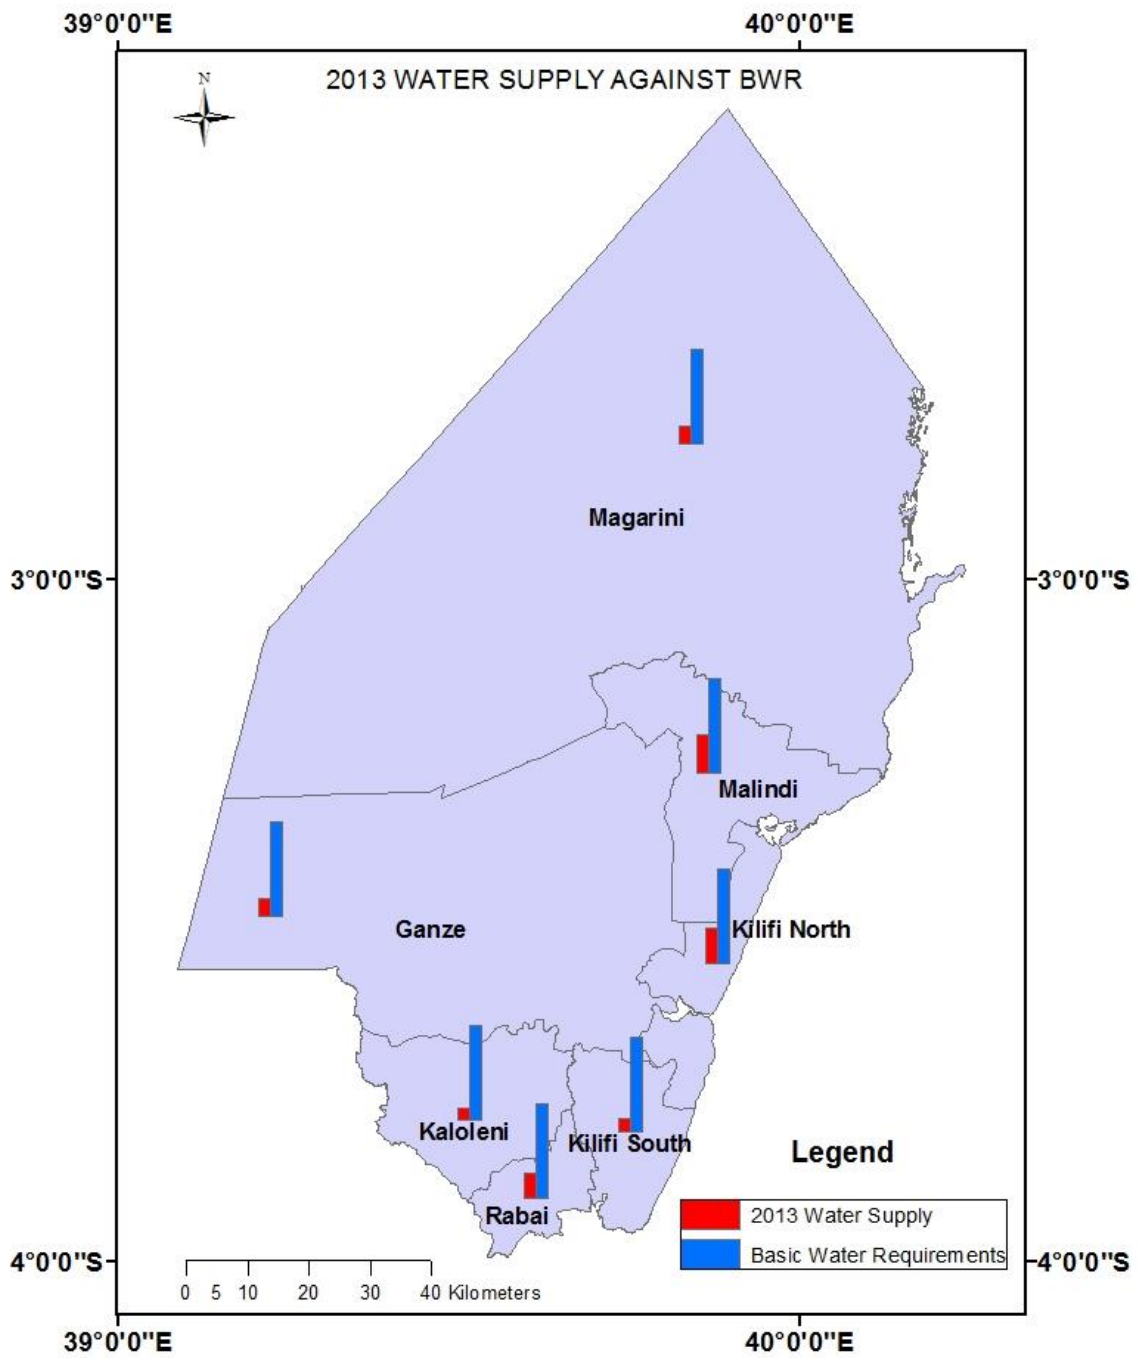 39°0'0"E 40°0'0"E
N
2013 WATER SUPPLY AGAINST BWR
Magarini
3°0'0"S 3°0'0"S
Malindi
Ganze
Kilifi North
Kaloleni
Kilifi South
Rabai
Legend
2013 Water Supply
Basic Water Requirements
4°0'0"S 4°0'0"S
0 5 10 20 30 40 Kilometers
39°0'0"E 40°0'0"E